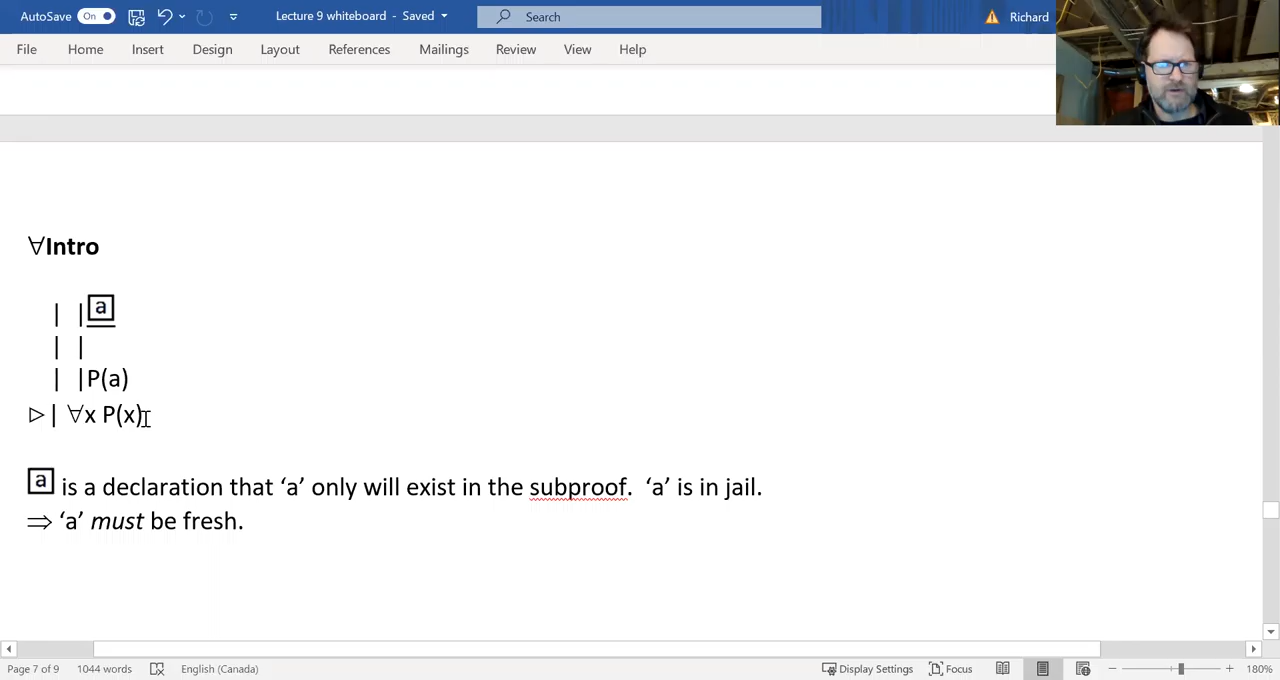 AutoSave On Lecture 9 whiteboard - Saved Search Richard
File Home Insert Design Layout References Mailings Review View Help
∀Intro
| | a
| |
| |P(a)
▷| ∀x P(x)
a is a declaration that ‘a’ only will exist in the subproof. ‘a’ is in jail.
⇒ ‘a’ must be fresh.
Page 7 of 9 1044 words English (Canada) Display Settings Focus 180%